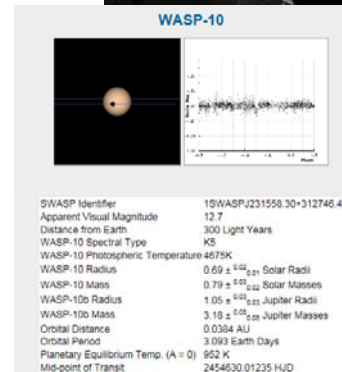 WASP-10
SWASP Identifier 1SWASPJ231558.30+312746.4
Apparent Visual Magnitude 12.7
Distance from Earth 300 Light Years
WASP-10 Spectral Type K5
WASP-10 Photospheric Temperature 4675K
WASP-10 Radius 0.69 ± 0.02 0.01 Solar Radii
WASP-10 Mass 0.79 ± 0.03 0.02 Solar Masses
WASP-10b Radius 1.05 ± 0.03 0.03 Jupiter Radii
WASP-10b Mass 3.18 ± Jupiter Masses
Orbital Distance 0.0384 AU
Orbital Period 3.093 Earth Days
Planetary Equilibrium Temp. (A = 0) 952 K
Mid-point of Transit 2454630.01235 HJD